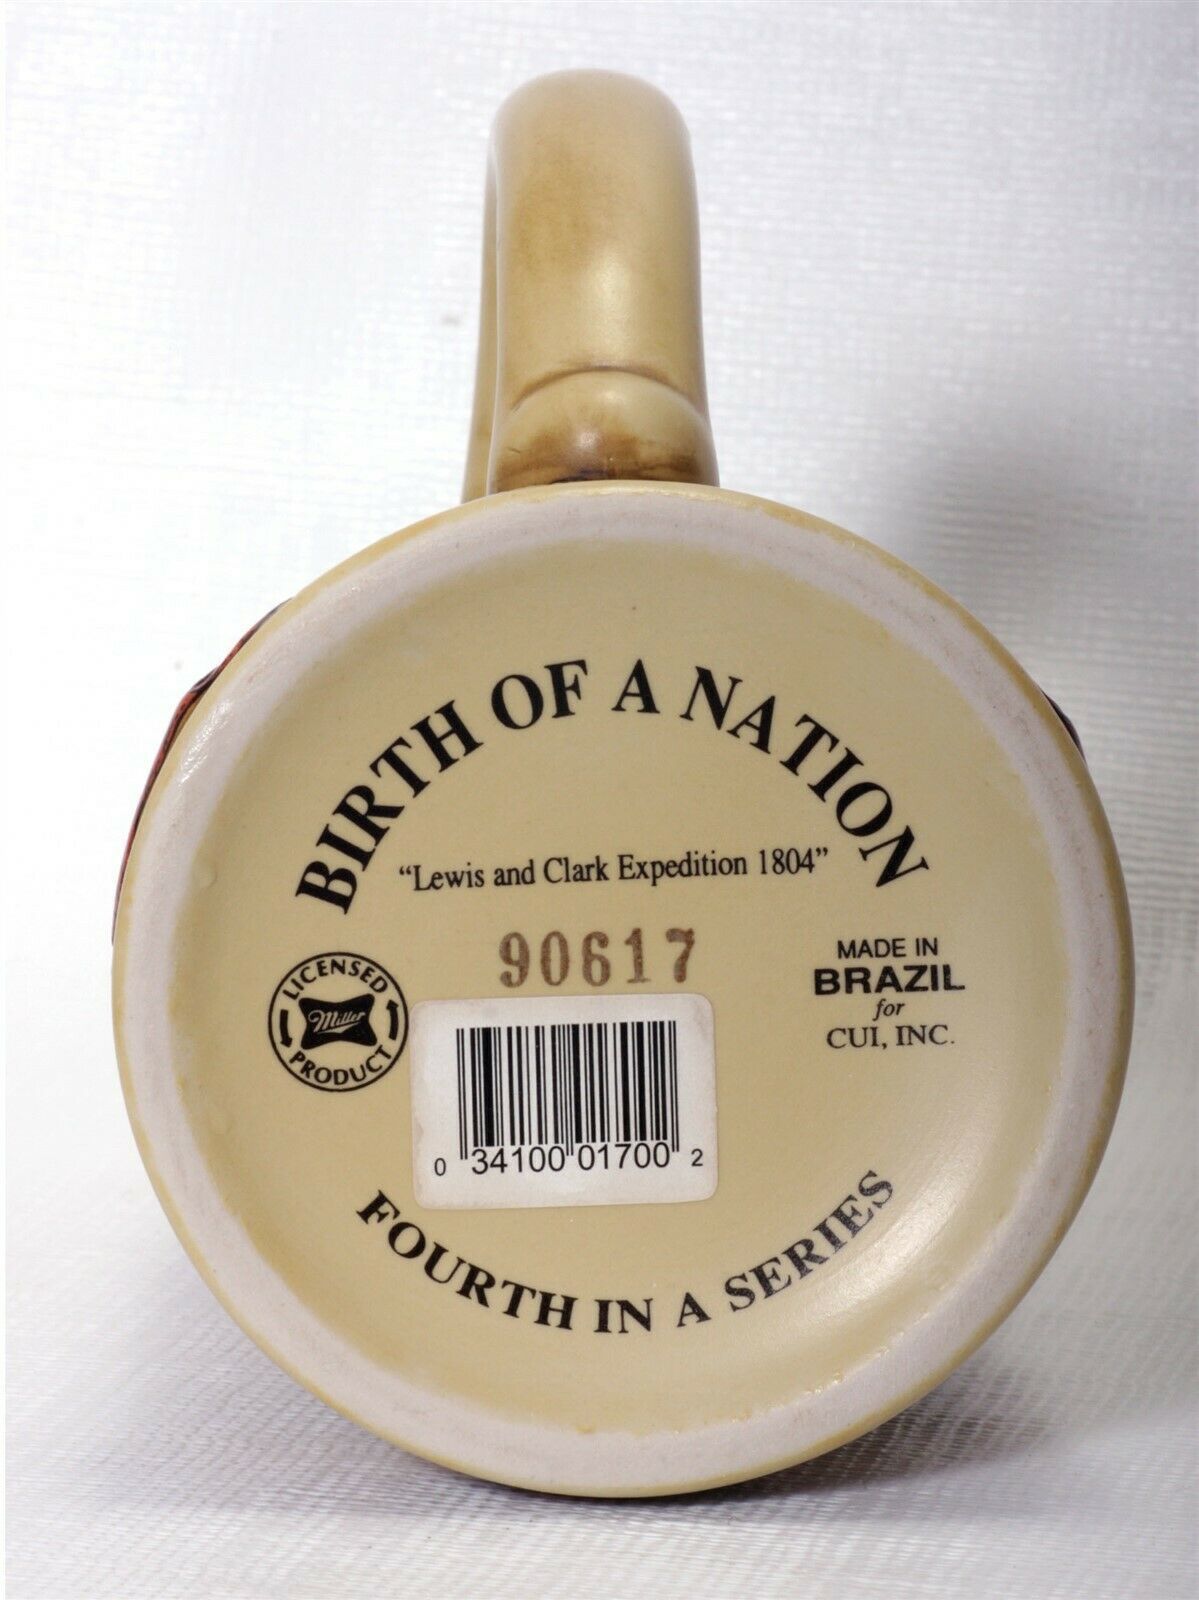 BIRTH OF A NATION
“Lewis and Clark Expedition 1804”
90617
LICENSED
Miller
PRODUCT
MADE IN
BRAZIL
for
CUI, INC.
0 34100 01700 2
FOURTH IN A SERIES